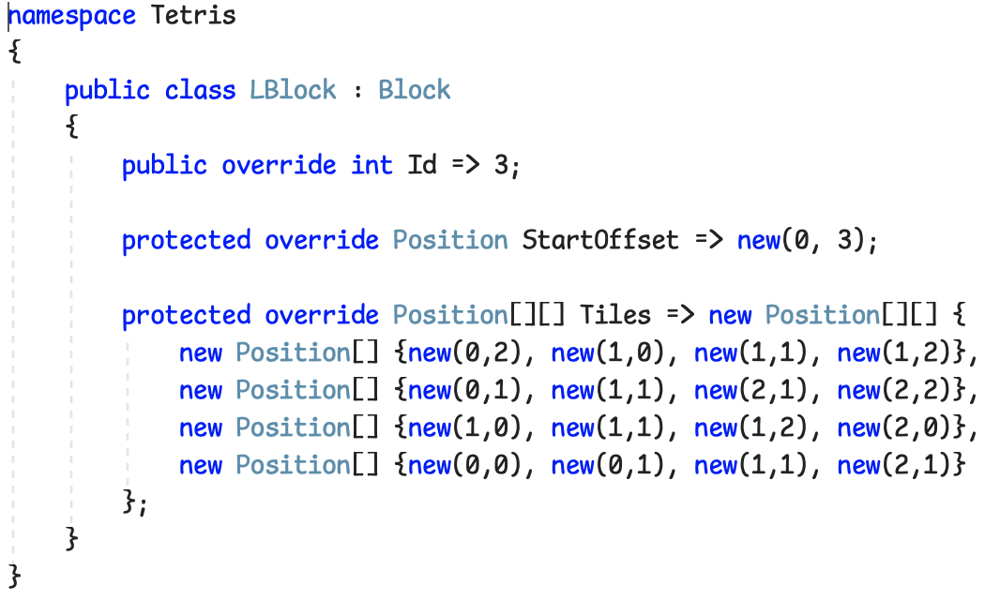 namespace Tetris
{
    public class LBlock : Block
    {
        public override int Id => 3;

        protected override Position StartOffset => new(0, 3);

        protected override Position[][] Tiles => new Position[][] {
            new Position[] {new(0,2), new(1,0), new(1,1), new(1,2)},
            new Position[] {new(0,1), new(1,1), new(2,1), new(2,2)},
            new Position[] {new(1,0), new(1,1), new(1,2), new(2,0)},
            new Position[] {new(0,0), new(0,1), new(1,1), new(2,1)}
        };
    }
}